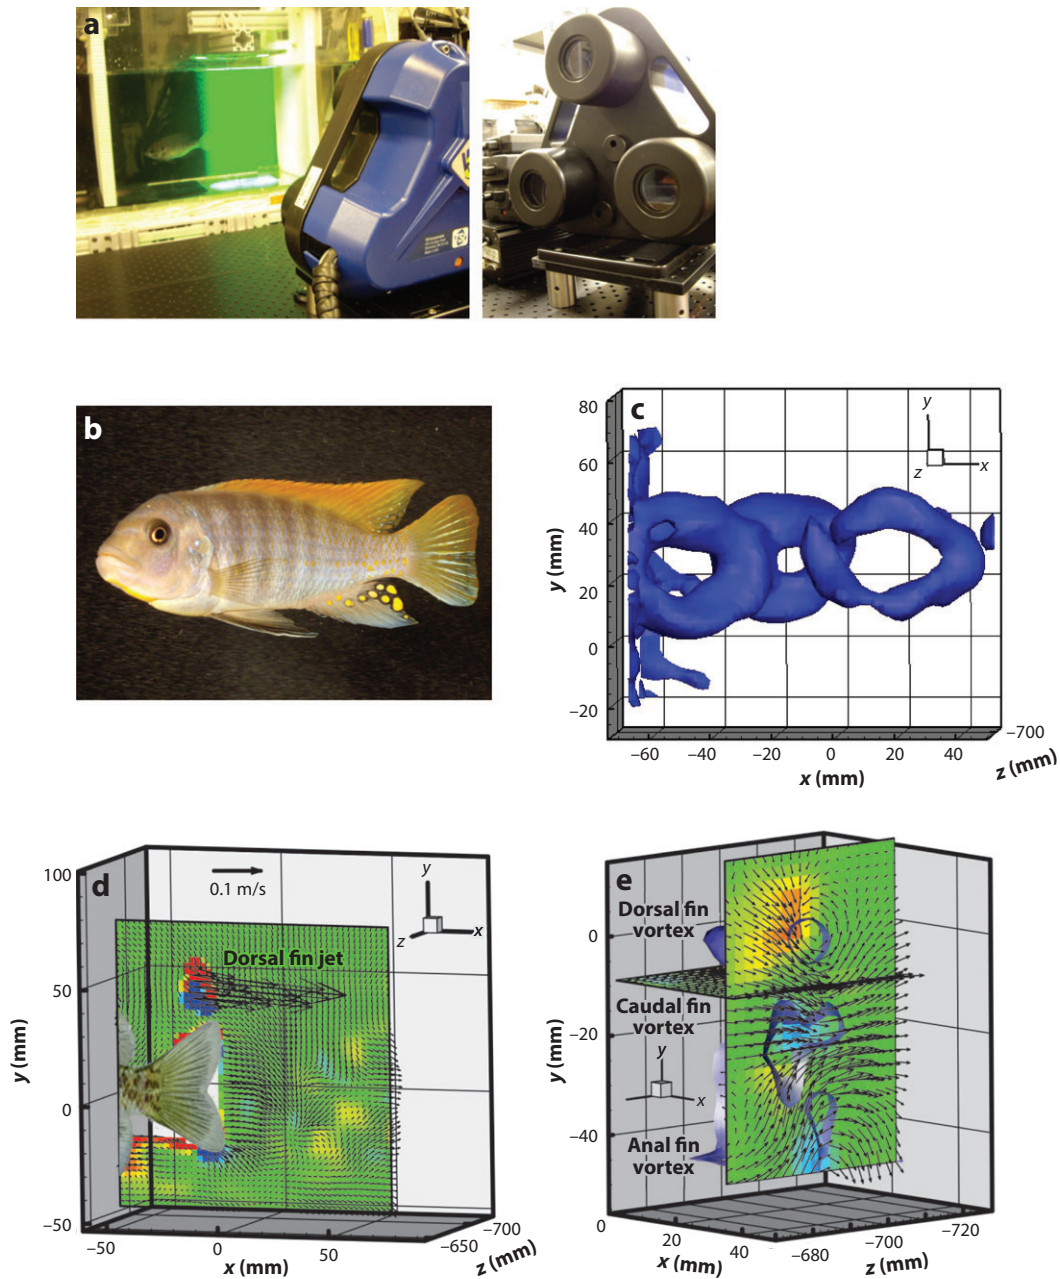 a
b
c
80
60
40
20
0
−20
y (mm)
−60
−40
−20
0
20
40
x (mm)
−700
z (mm)
y
x
z
d
100
50
0
−50
y (mm)
0.1 m/s
Dorsal fin jet
y
z
x
−50
0
50
x (mm)
−700
−650
z (mm)
e
Dorsal fin
vortex
Caudal fin
vortex
Anal fin
vortex
y
x
0
−20
−40
y (mm)
0
20
40
x (mm)
−680
−700
−720
z (mm)